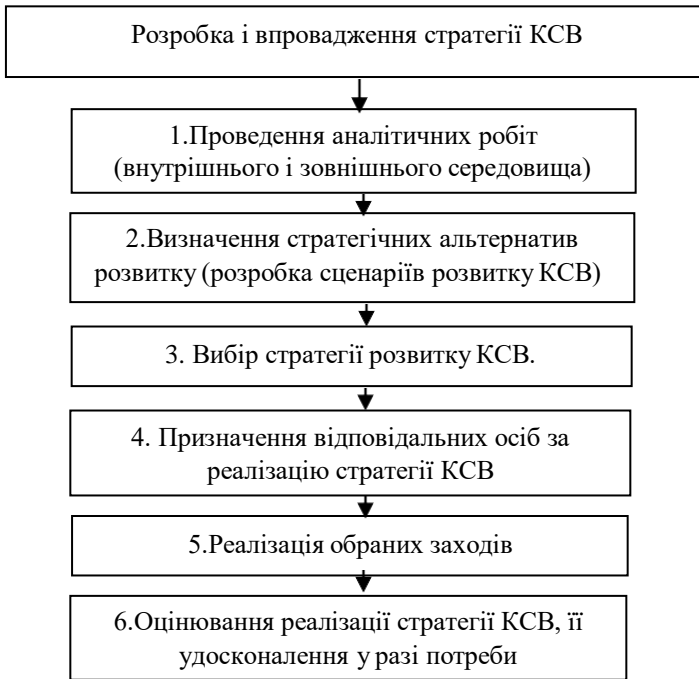 Розробка і впровадження стратегії КСВ
1.Проведення аналітичних робіт
(внутрішнього і зовнішнього середовища)
2.Визначення стратегічних альтернатив
розвитку (розробка сценаріїв розвитку КСВ)
3. Вибір стратегії розвитку КСВ.
4. Призначення відповідальних осіб за
реалізацію стратегії КСВ
5.Реалізація обраних заходів
6.Оцінювання реалізації стратегії КСВ, її
удосконалення у разі потреби